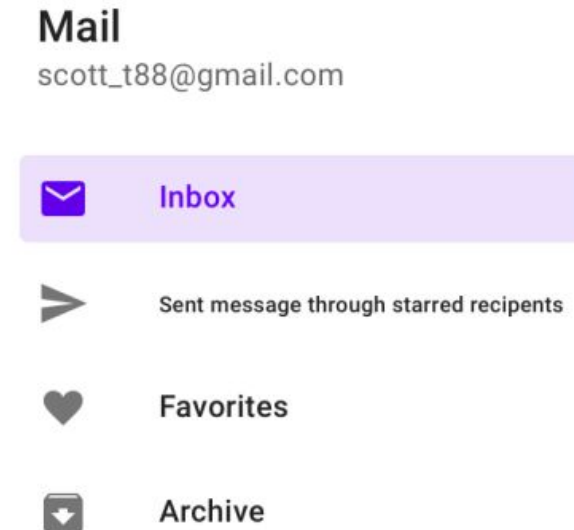 Mail
scott_t88@gmail.com
Inbox
Sent message through starred recipents
Favorites
Archive